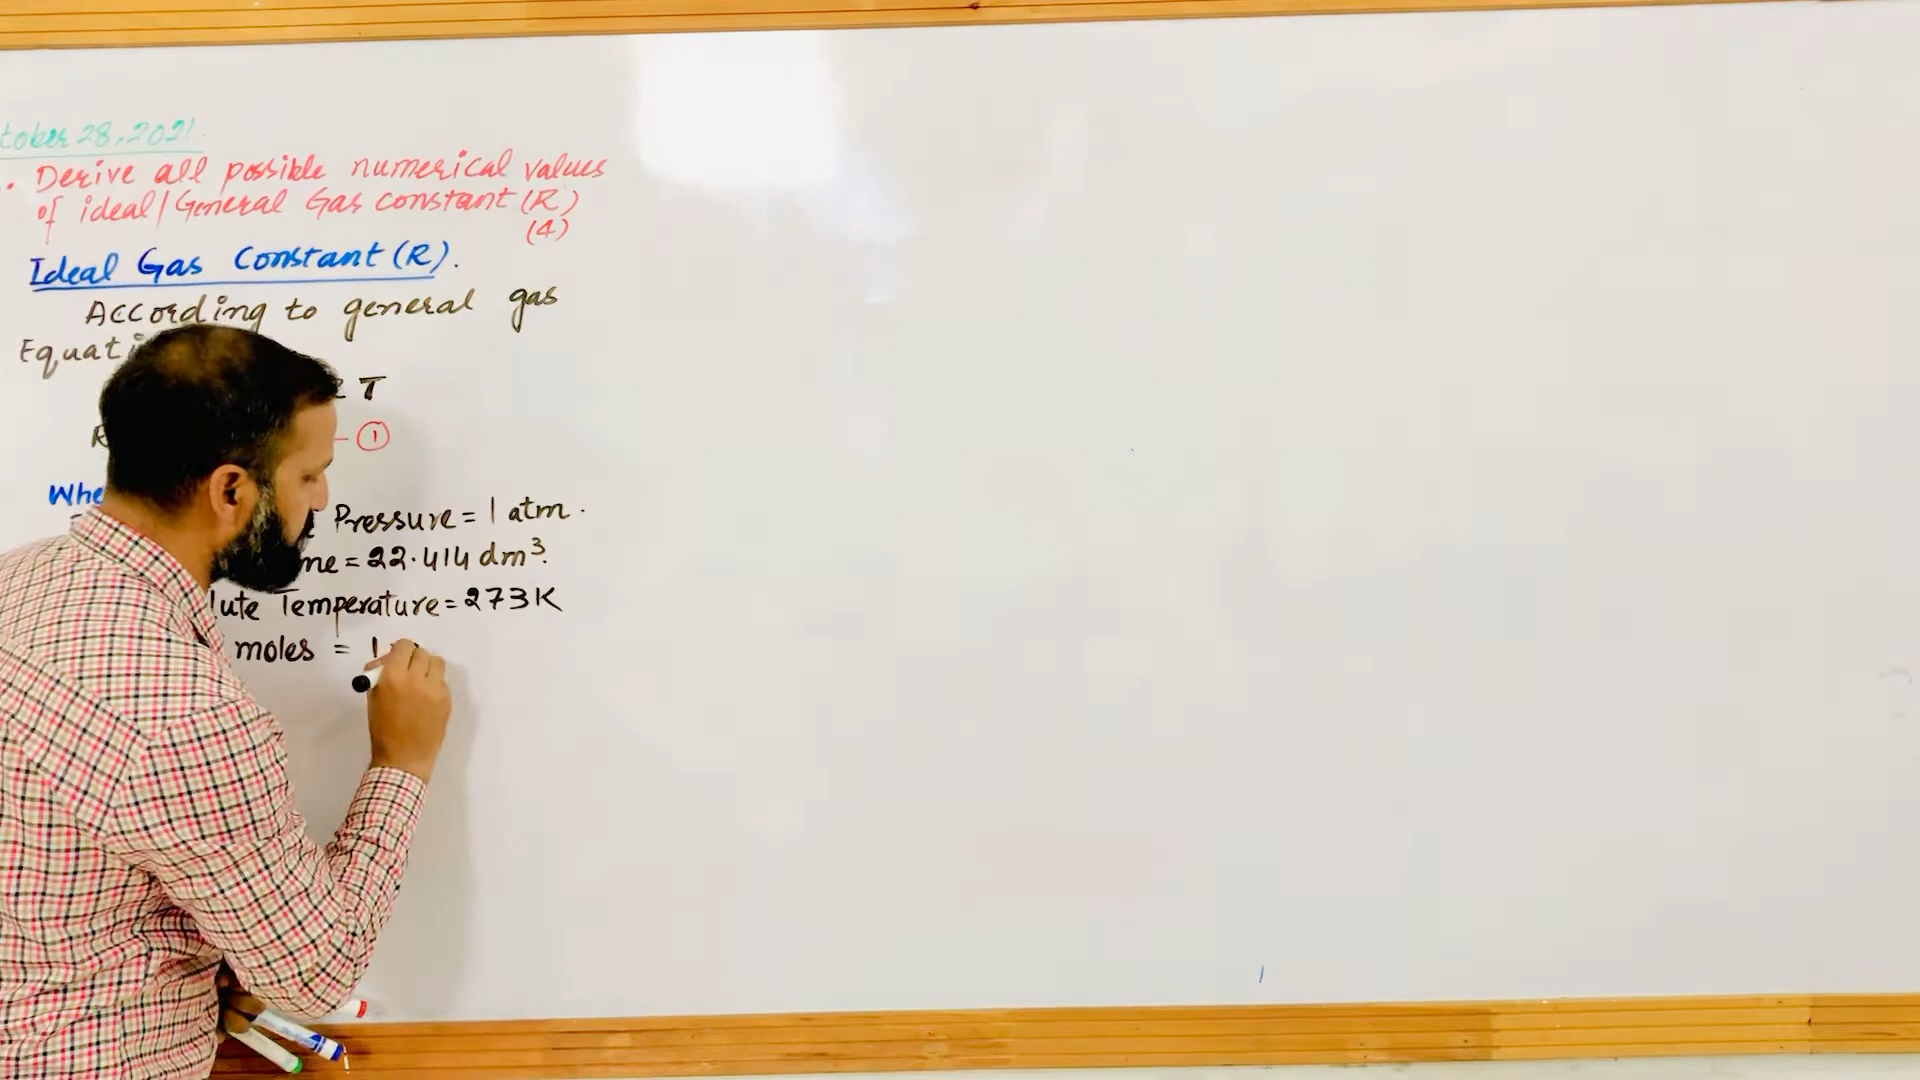 tober 28, 2021.
. Derive all possible numerical values
of ideal/General Gas constant (R)
(4)
Ideal Gas Constant (R).
According to general gas
Equati
T
R – ①
Whe
Pressure = 1 atm.
me = 22.414 dm³.
lute Temperature = 273K
moles = 1